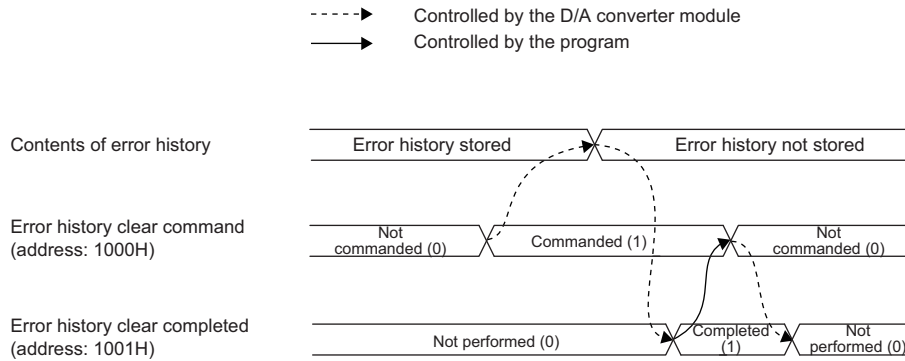 Controlled by the D/A converter module
Controlled by the program
Contents of error history
Error history stored
Error history not stored
Error history clear command
(address: 1000H)
Not
commanded (0)
Commanded (1)
Not
commanded (0)
Error history clear completed
(address: 1001H)
Not performed (0)
Completed
(1)
Not
performed (0)